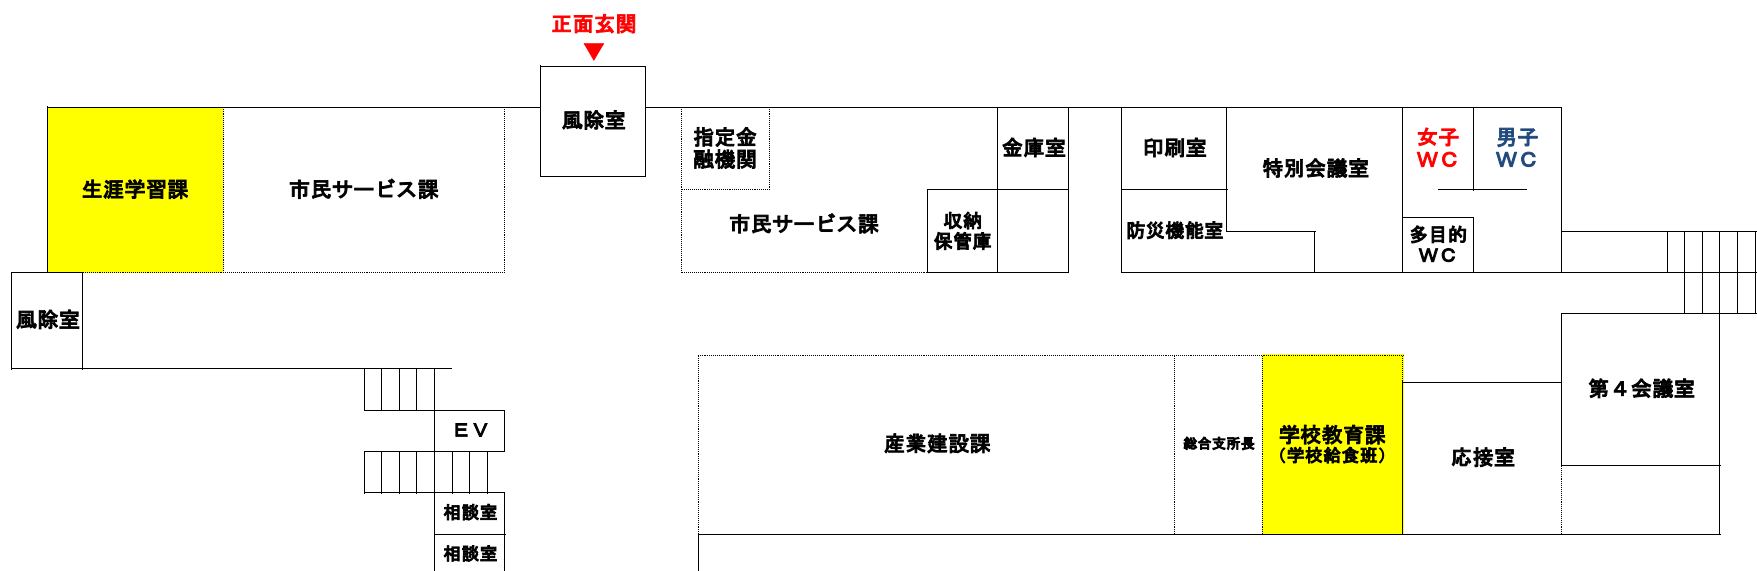 正面玄関
風除室
指定金
融機関
金庫室
印刷室
特別会議室
女子
ＷＣ
男子
ＷＣ
生涯学習課
市民サービス課
市民サービス課
収納
保管庫
防災機能室
多目的
ＷＣ
風除室
第４会議室
ＥＶ
産業建設課
総合支所長
学校教育課
（学校給食班）
応接室
相談室
相談室